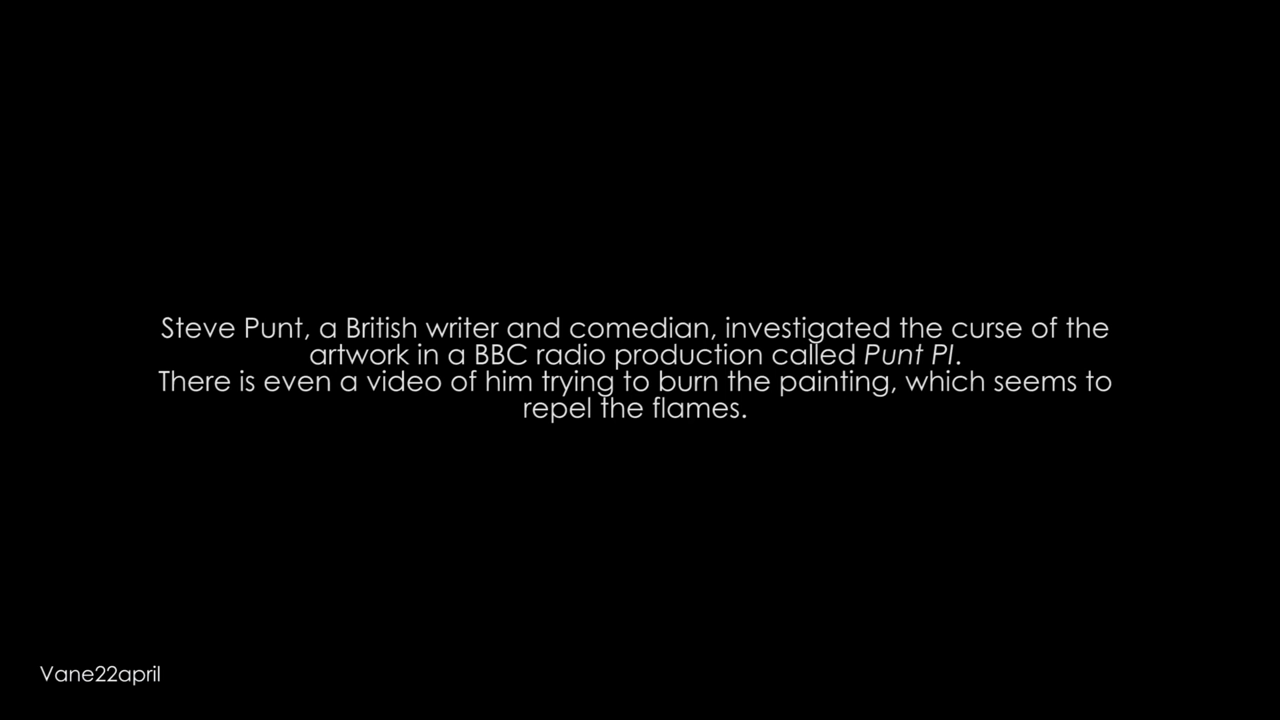 Steve Punt, a British writer and comedian, investigated the curse of the
artwork in a BBC radio production called Punt PI.
There is even a video of him trying to burn the painting, which seems to
repel the flames.
Vane22april